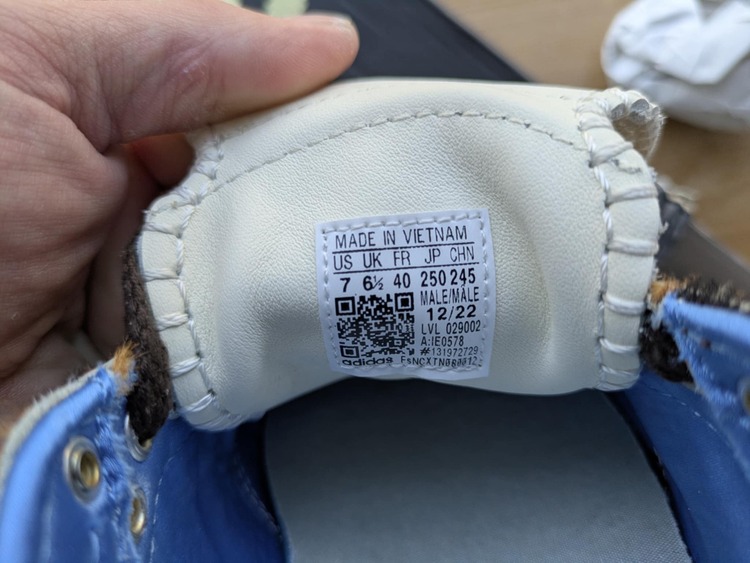 MADE IN VIETNAM
US UK FR JP CHN
7 6½ 40 250 245
MALE/MÂLE
12/22
LVL 029002
A:IE0578
#131972729
adidas